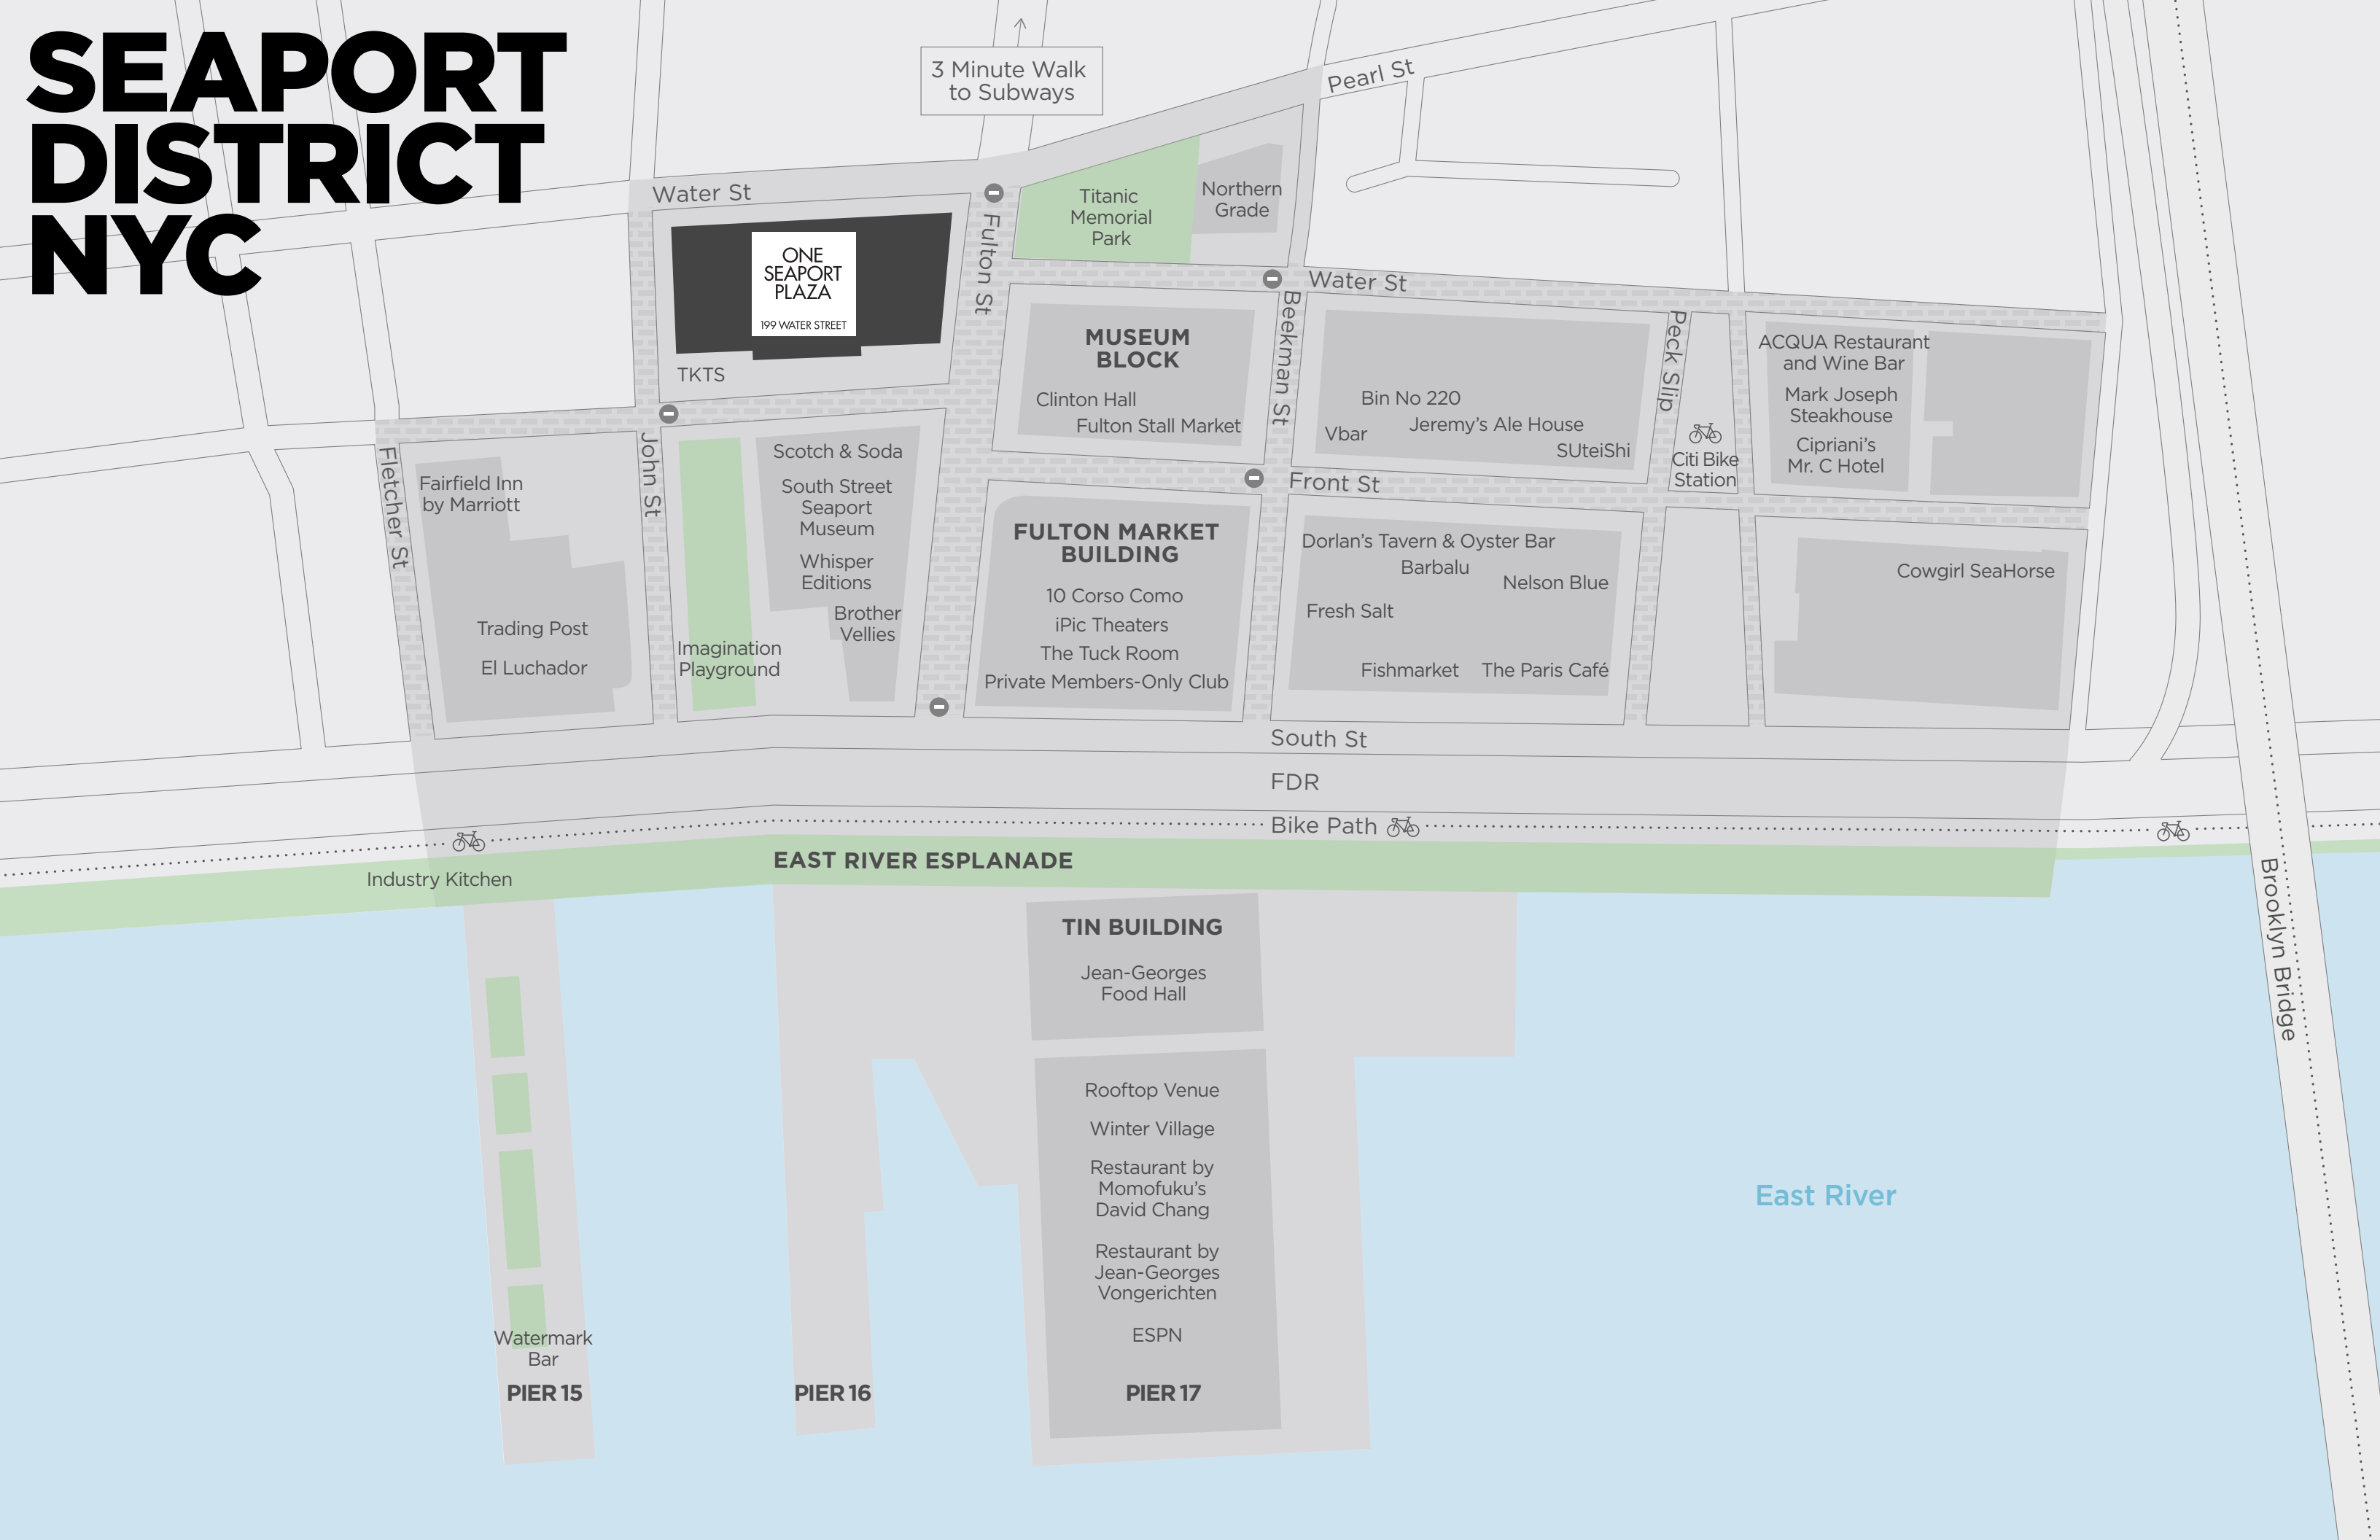 SEAPORT
DISTRICT
NYC
3 Minute Walk
to Subways
Pearl St
Water St
Fulton St
Titanic
Memorial
Park
Northern
Grade
ONE
SEAPORT
PLAZA
199 WATER STREET
TKTS
Water St
Beekman St
Peck Slip
MUSEUM
BLOCK
Clinton Hall
Fulton Stall Market
Bin No 220
Jeremy's Ale House
Vbar
SUteiShi
Citi Bike
Station
ACQUA Restaurant
and Wine Bar
Mark Joseph
Steakhouse
Cipriani's
Mr. C Hotel
Fletcher St
John St
Fairfield Inn
by Marriott
Trading Post
El Luchador
Imagination
Playground
Scotch & Soda
South Street
Seaport
Museum
Whisper
Editions
Brother
Vellies
Front St
FULTON MARKET
BUILDING
10 Corso Como
iPic Theaters
The Tuck Room
Private Members-Only Club
Dorlan's Tavern & Oyster Bar
Barbalu
Nelson Blue
Fresh Salt
Fishmarket
The Paris Café
Cowgirl SeaHorse
South St
FDR
Bike Path
EAST RIVER ESPLANADE
Industry Kitchen
Brooklyn Bridge
TIN BUILDING
Jean-Georges
Food Hall
Rooftop Venue
Winter Village
Restaurant by
Momofuku's
David Chang
Restaurant by
Jean-Georges
Vongerichten
ESPN
East River
Watermark
Bar
PIER 15
PIER 16
PIER 17